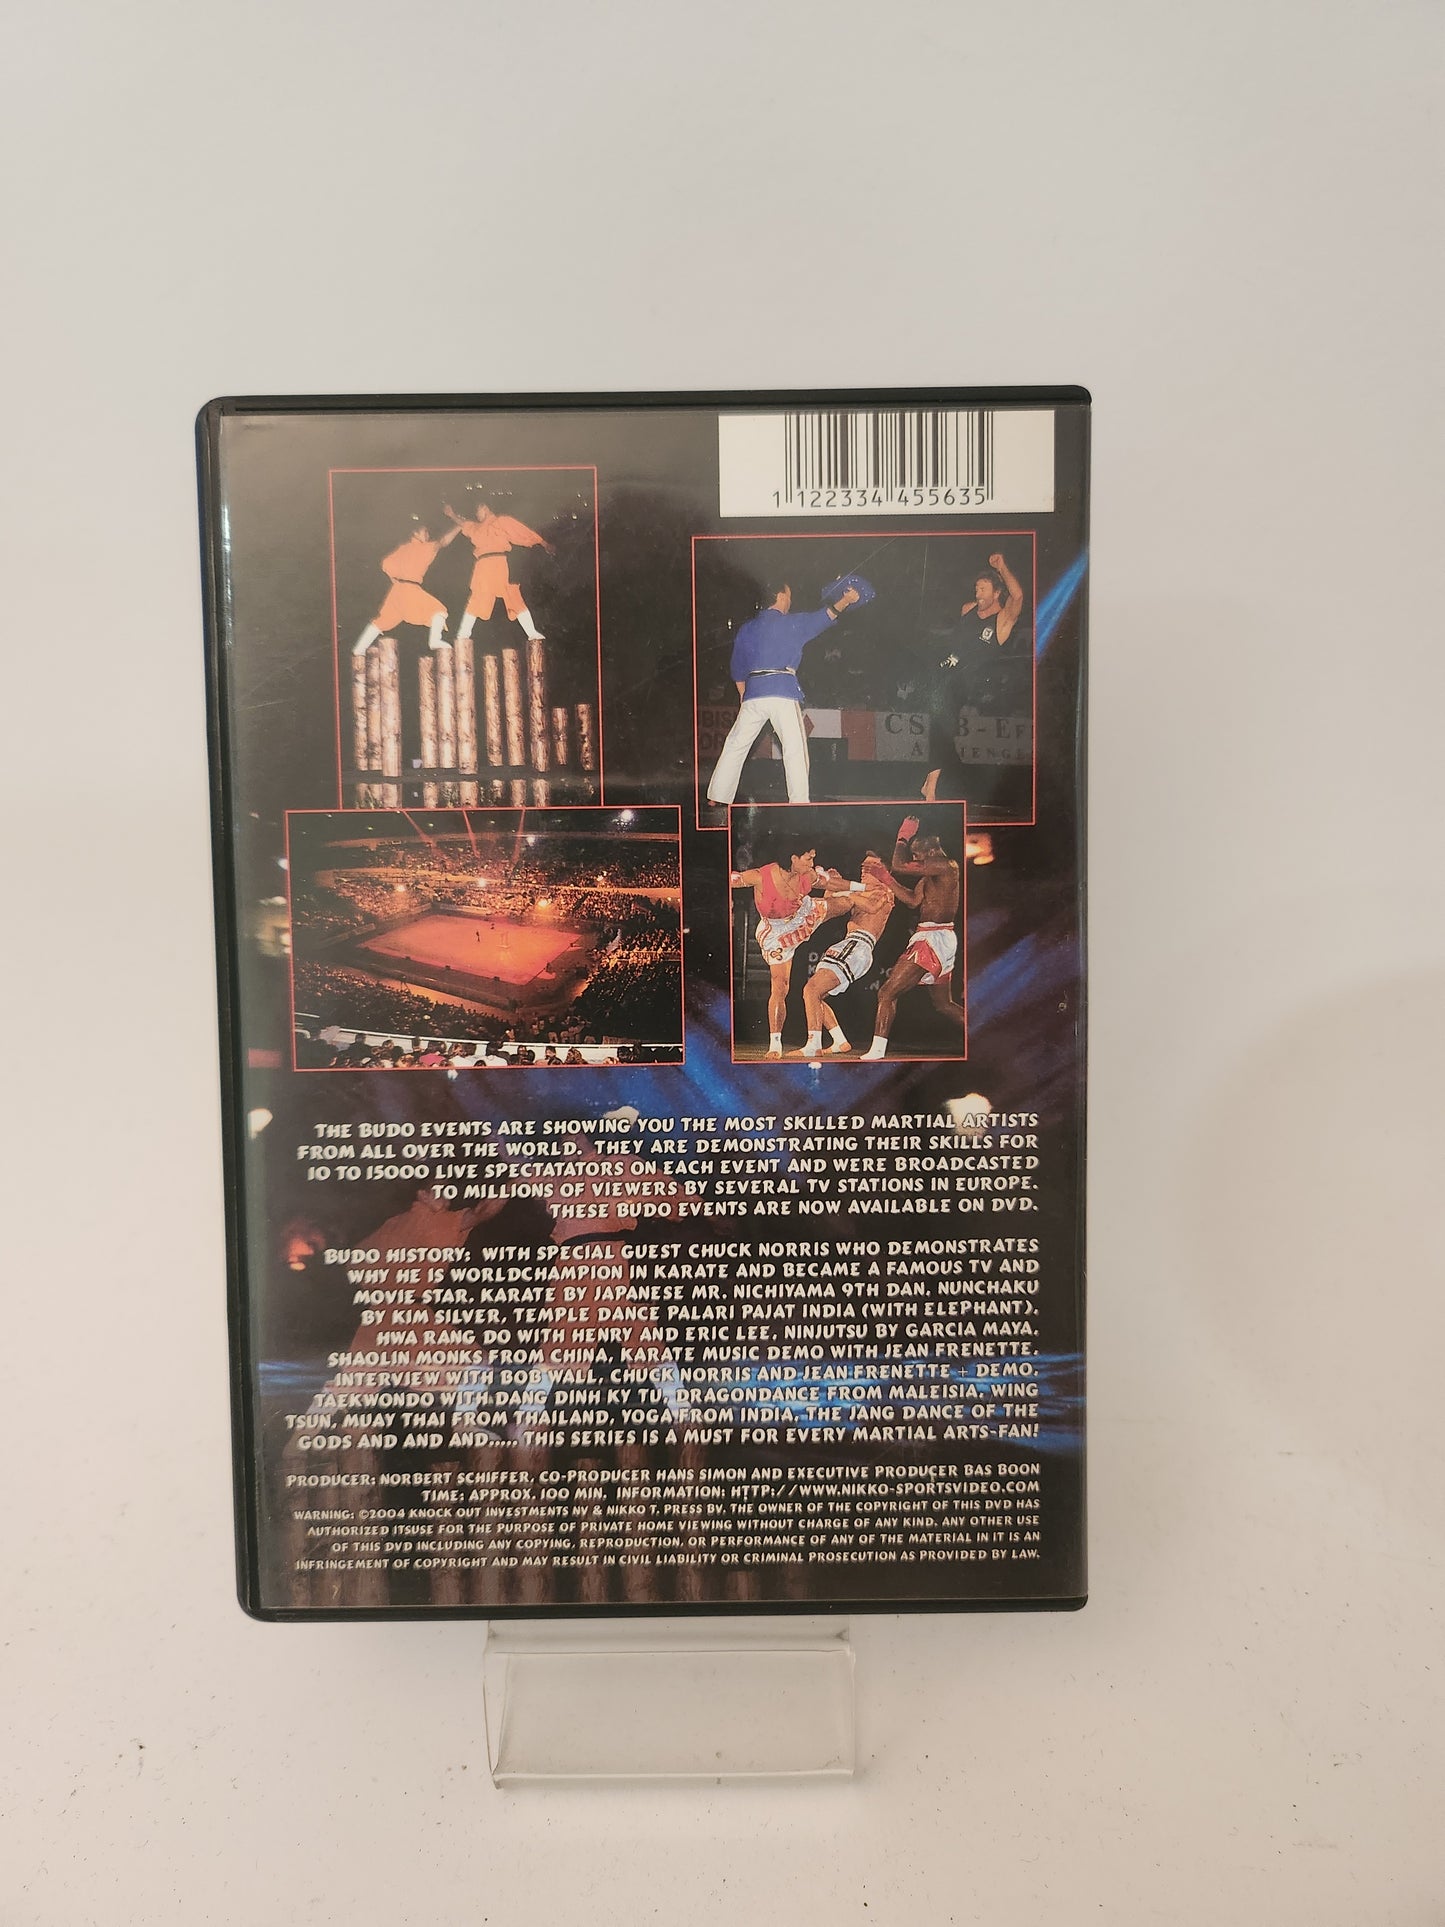 1 122334 455635
CS B-EF
THE BUDO EVENTS ARE SHOWING YOU THE MOST SKILLED MARTIAL ARTISTS
FROM ALL OVER THE WORLD. THEY ARE DEMONSTRATING THEIR SKILLS FOR
10 TO 15000 LIVE SPECTATATORS ON EACH EVENT AND WERE BROADCASTED
TO MILLIONS OF VIEWERS BY SEVERAL TV STATIONS IN EUROPE.
THESE BUDO EVENTS ARE NOW AVAILABLE ON DVD.
BUDO HISTORY: WITH SPECIAL GUEST CHUCK NORRIS WHO DEMONSTRATES
WHY HE IS WORLDCHAMPION IN KARATE AND BECAME A FAMOUS TV AND
MOVIE STAR, KARATE BY JAPANESE MR. NICHIYAMA 9TH DAN, NUNCHAKU
BY KIM SILVER, TEMPLE DANCE PALARI PAJAT INDIA (WITH ELEPHANT),
HWA RANG DO WITH HENRY AND ERIC LEE, NINJUTSU BY GARCIA MAYA,
SHAOLIN MONKS FROM CHINA, KARATE MUSIC DEMO WITH JEAN FRENETTE,
INTERVIEW WITH BOB WALL, CHUCK NORRIS AND JEAN FRENETTE + DEMO,
TAEKWONDO WITH DANG DINH KY TU, DRAGONDANCE FROM MALEISIA, WING
TSUN, MUAY THAI FROM THAILAND, YOGA FROM INDIA, THE JANG DANCE OF THE
GODS AND AND AND..... THIS SERIES IS A MUST FOR EVERY MARTIAL ARTS-FAN!
PRODUCER: NORBERT SCHIFFER, CO-PRODUCER HANS SIMON AND EXECUTIVE PRODUCER BAS BOON
TIME: APPROX. 100 MIN. INFORMATION: HTTP://WWW.NIKKO-SPORTSVIDEO.COM
WARNING: ©2004 KNOCK OUT INVESTMENTS NV & NIKKO T. PRESS BV. THE OWNER OF THE COPYRIGHT OF THIS DVD HAS
AUTHORIZED ITSUSE FOR THE PURPOSE OF PRIVATE HOME VIEWING WITHOUT CHARGE OF ANY KIND. ANY OTHER USE
OF THIS DVD INCLUDING ANY COPYING, REPRODUCTION, OR PERFORMANCE OF ANY OF THE MATERIAL IN IT IS AN
INFRINGEMENT OF COPYRIGHT AND MAY RESULT IN CIVIL LIABILITY OR CRIMINAL PROSECUTION AS PROVIDED BY LAW.